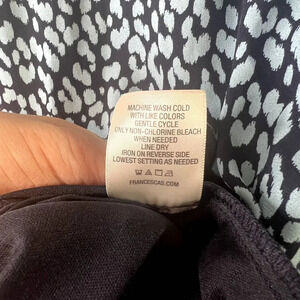 MACHINE WASH COLD
WITH LIKE COLORS
GENTLE CYCLE
ONLY NON-CHLORINE BLEACH
WHEN NEEDED
LINE DRY
IRON ON REVERSE SIDE
LOWEST SETTING AS NEEDED
FRANCESCAS.COM